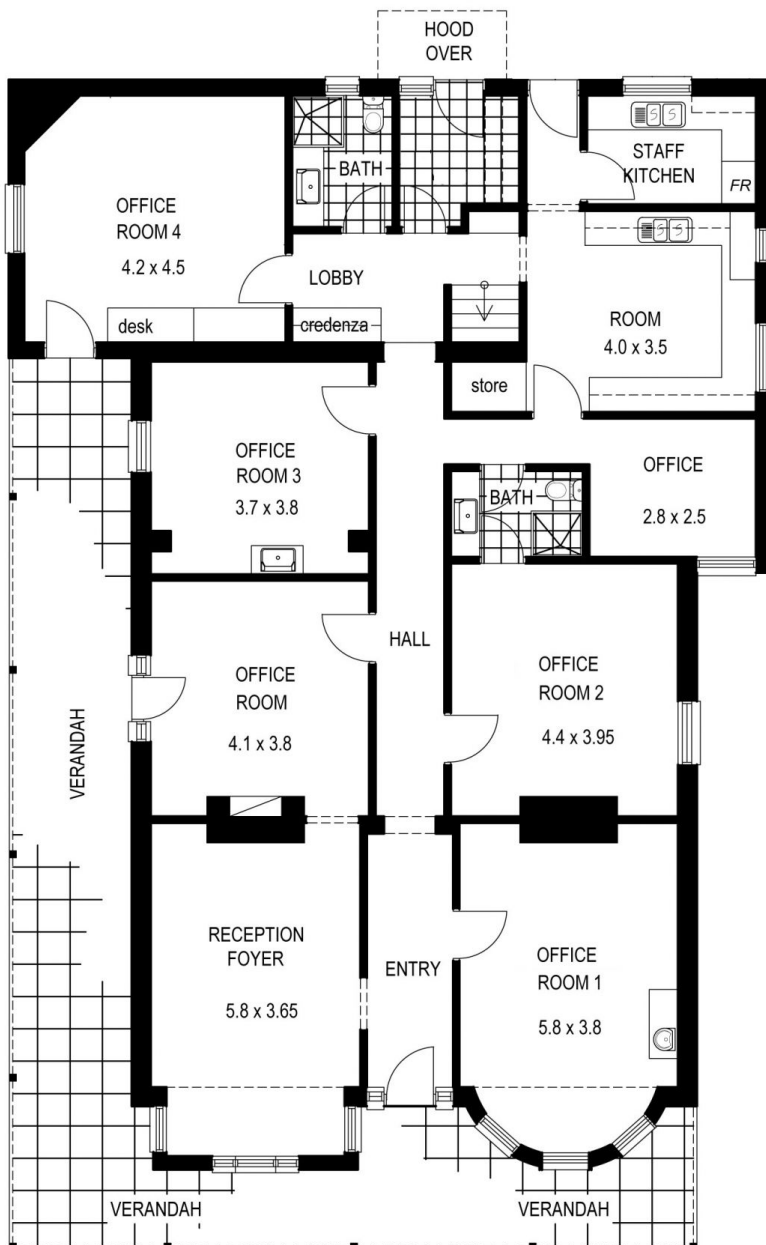 HOOD
OVER
BATH
STAFF
KITCHEN
FR
OFFICE
ROOM 4
4.2 x 4.5
LOBBY
desk
credenza
ROOM
4.0 x 3.5
store
OFFICE
ROOM 3
3.7 x 3.8
OFFICE
2.8 x 2.5
BATH
HALL
OFFICE
ROOM
4.1 x 3.8
OFFICE
ROOM 2
4.4 x 3.95
VERANDAH
RECEPTION
FOYER
5.8 x 3.65
ENTRY
OFFICE
ROOM 1
5.8 x 3.8
VERANDAH
VERANDAH